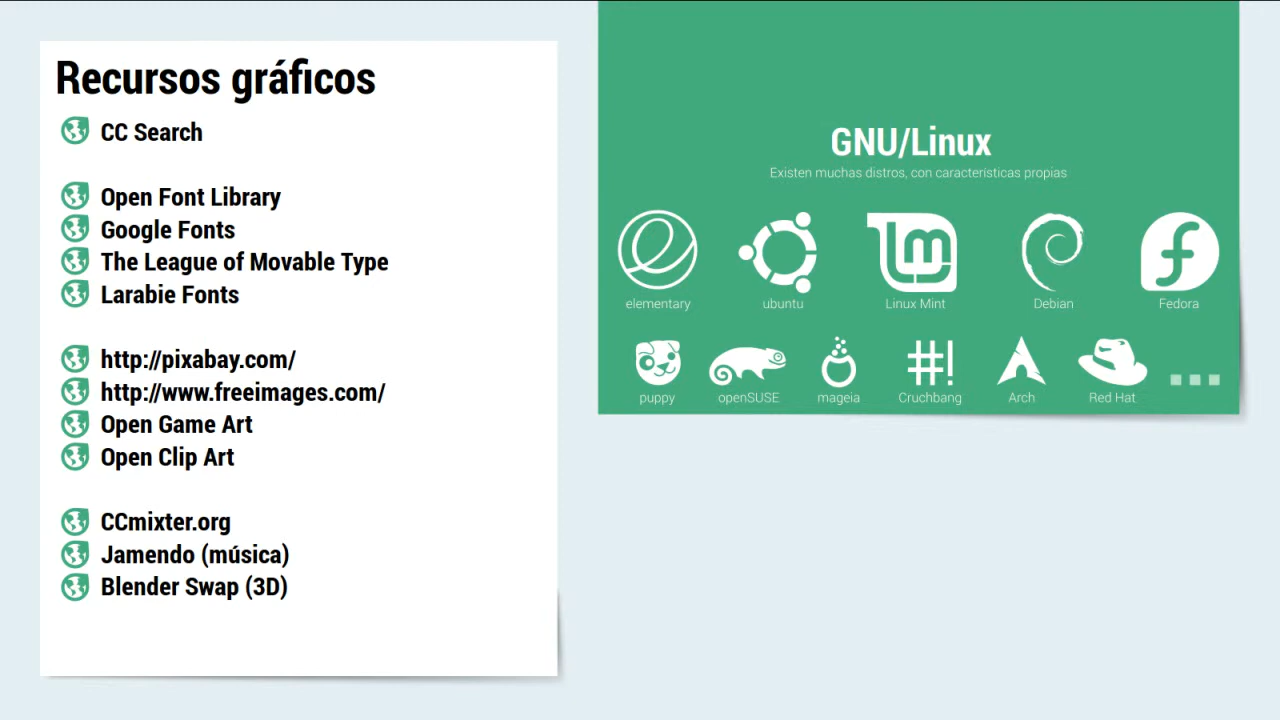 Recursos gráficos
CC Search
Open Font Library
Google Fonts
The League of Movable Type
Larabie Fonts
http://pixabay.com/
http://www.freeimages.com/
Open Game Art
Open Clip Art
CCmixter.org
Jamendo (música)
Blender Swap (3D)
GNU/Linux
Existen muchas distros, con características propias
elementary
ubuntu
Linux Mint
Debian
Fedora
puppy
openSUSE
mageia
Cruchbang
Arch
Red Hat